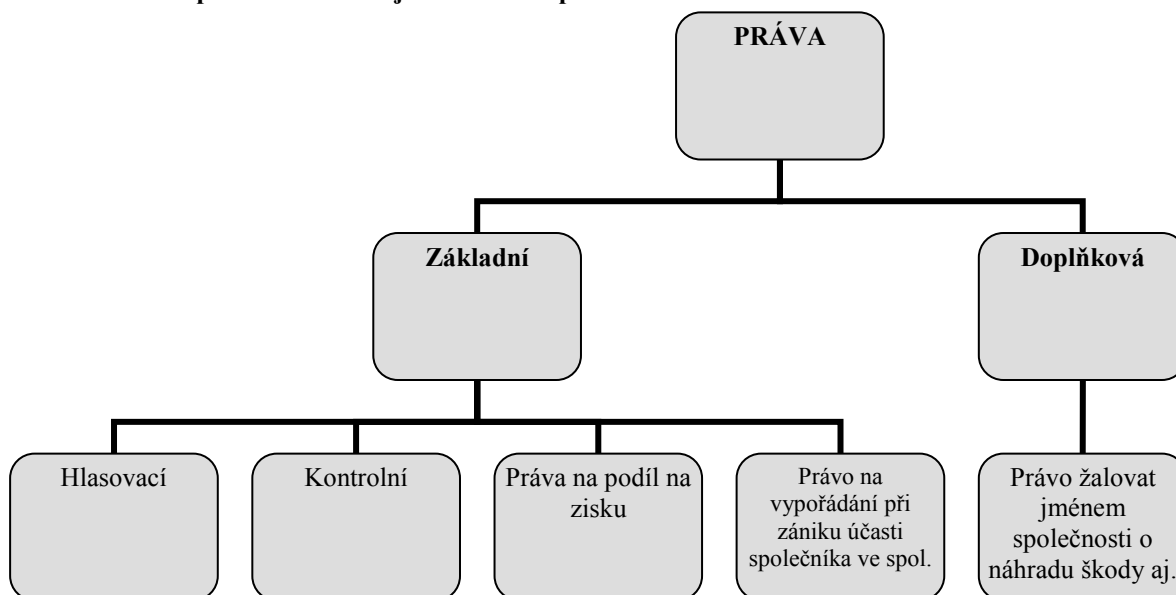 PRÁVA
Základní
Doplňková
Hlasovací
Kontrolní
Práva na podíl na
zisku
Právo na
vypořádání při
zániku účasti
společníka ve spol.
Právo žalovat
jménem
společnosti o
náhradu škody aj.